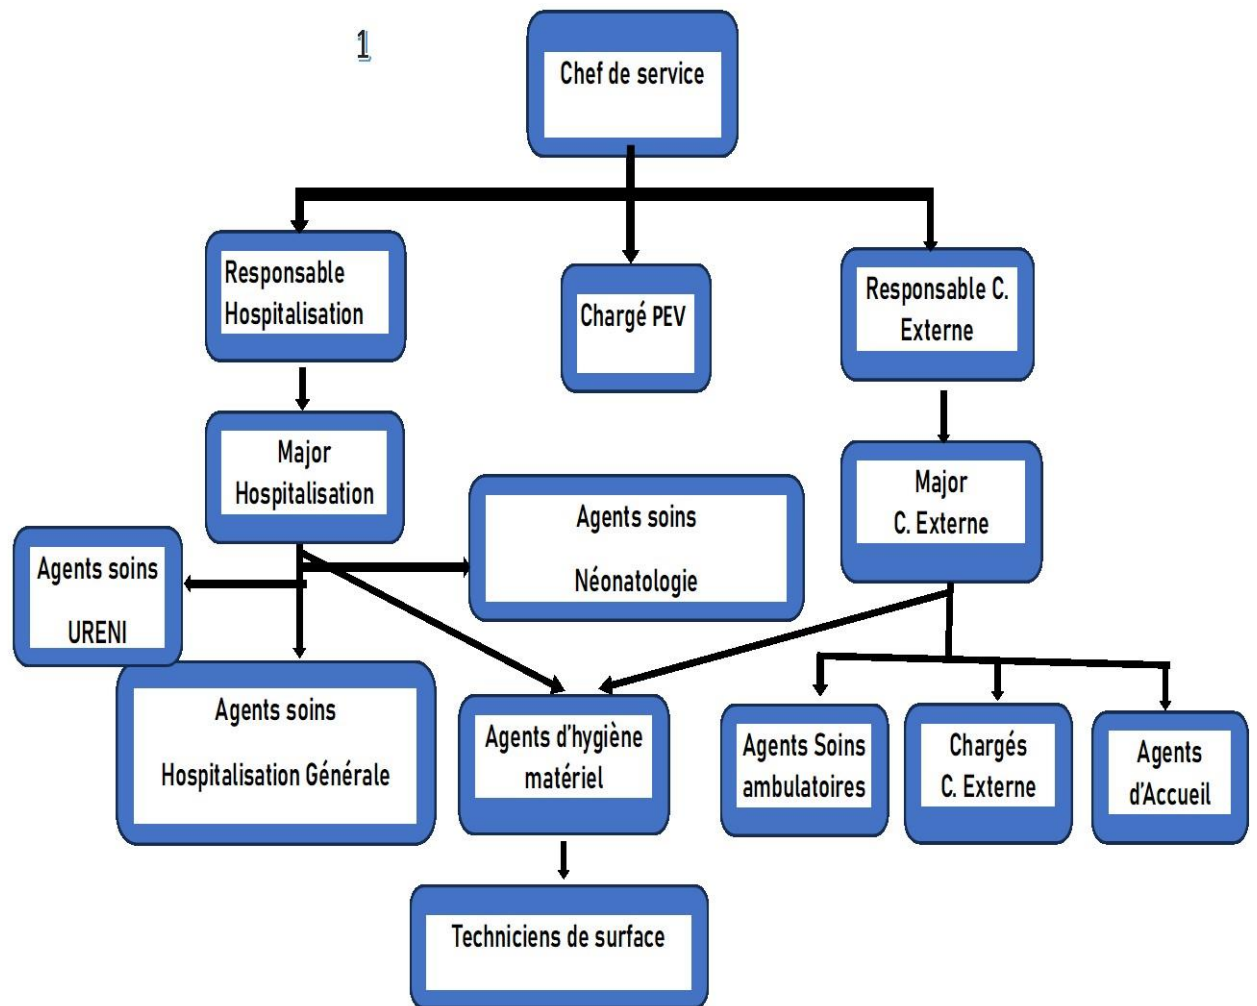 1
Chef de service
Responsable
Hospitalisation
Chargé PEV
Responsable C.
Externe
Major
Hospitalisation
Major
C. Externe
Agents soins
Néonatologie
Agents soins
URENI
Agents soins
Hospitalisation Générale
Agents d'hygiène
matériel
Agents Soins
ambulatoires
Chargés
C. Externe
Agents
d'Accueil
Techniciens de surface